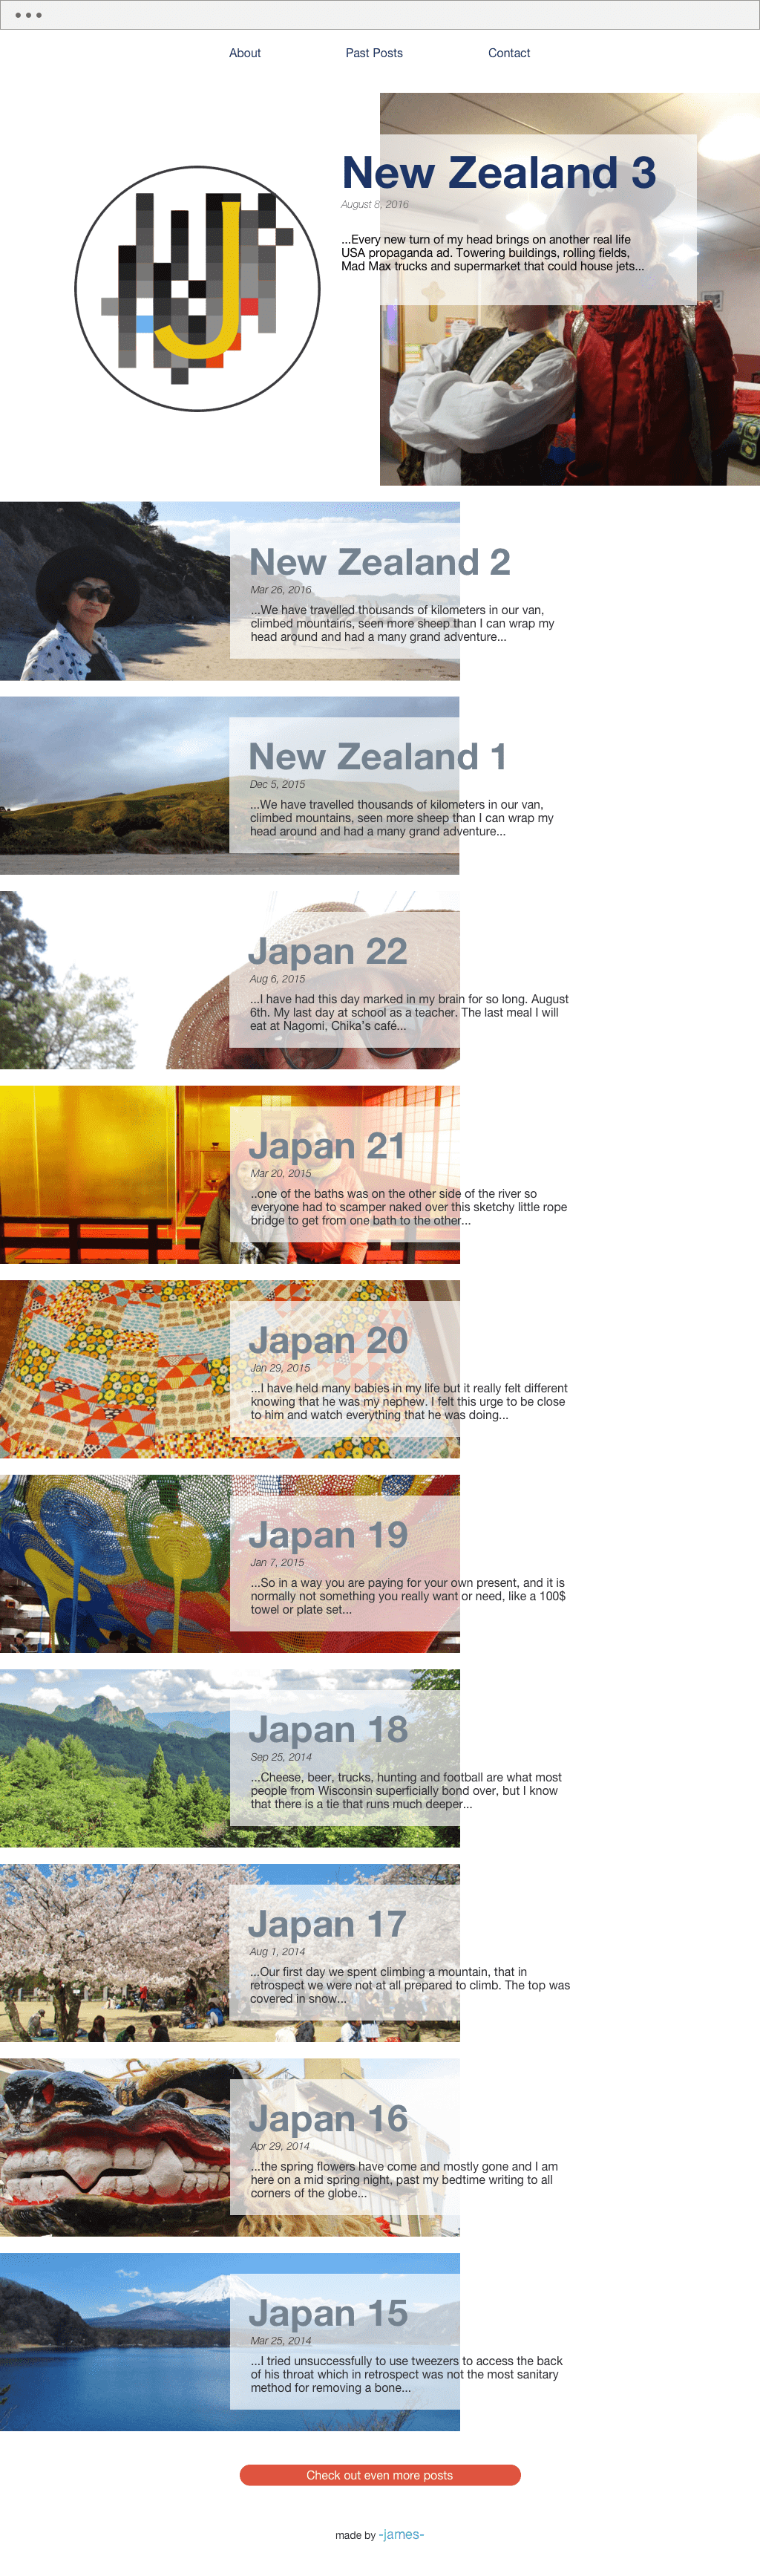 About Past Posts Contact
J
New Zealand 3
August 8, 2016
...Every new turn of my head brings on another real life
USA propaganda ad. Towering buildings, rolling fields,
Mad Max trucks and supermarket that could house jets...
New Zealand 2
Mar 26, 2016
...We have travelled thousands of kilometers in our van,
climbed mountains, seen more sheep than I can wrap my
head around and had a many grand adventure...
New Zealand 1
Dec 5, 2015
...We have travelled thousands of kilometers in our van,
climbed mountains, seen more sheep than I can wrap my
head around and had a many grand adventure...
Japan 22
Aug 6, 2015
...I have had this day marked in my brain for so long. August
6th. My last day at school as a teacher. The last meal I will
eat at Nagomi, Chika's café...
Japan 21
Mar 20, 2015
..one of the baths was on the other side of the river so
everyone had to scamper naked over this sketchy little rope
bridge to get from one bath to the other...
Japan 20
Jan 29, 2015
...I have held many babies in my life but it really felt different
knowing that he was my nephew. I felt this urge to be close
to him and watch everything that he was doing...
Japan 19
Jan 7, 2015
...So in a way you are paying for your own present, and it is
normally not something you really want or need, like a 100$
towel or plate set...
Japan 18
Sep 25, 2014
...Cheese, beer, trucks, hunting and football are what most
people from Wisconsin superficially bond over, but I know
that there is a tie that runs much deeper...
Japan 17
Aug 1, 2014
...Our first day we spent climbing a mountain, that in
retrospect we were not at all prepared to climb. The top was
covered in snow...
Japan 16
Apr 29, 2014
...the spring flowers have come and mostly gone and I am
here on a mid spring night, past my bedtime writing to all
corners of the globe...
Japan 15
Mar 25, 2014
...I tried unsuccessfully to use tweezers to access the back
of his throat which in retrospect was not the most sanitary
method for removing a bone...
Check out even more posts
made by -james-